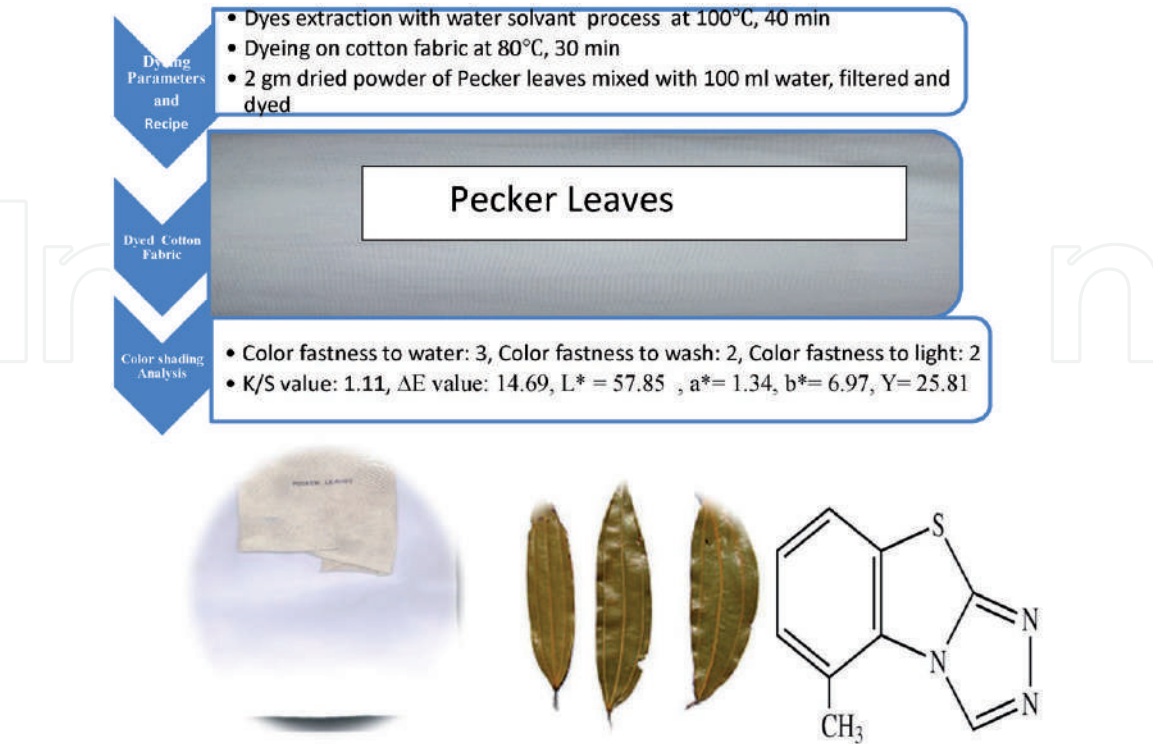 • Dyes extraction with water solvant process at 100°C, 40 min
• Dyeing on cotton fabric at 80°C, 30 min
• 2 gm dried powder of Pecker leaves mixed with 100 ml water, filtered and
dyed
Dyeing
Parameters
and
Recipe
Pecker Leaves
Dyed Cotton
Fabric
• Color fastness to water: 3, Color fastness to wash: 2, Color fastness to light: 2
• K/S value: 1.11, ΔE value: 14.69, L* = 57.85 , a*= 1.34, b*= 6.97, Y= 25.81
Color shading
Analysis
LEAVES
S
N
N
N
CH₃